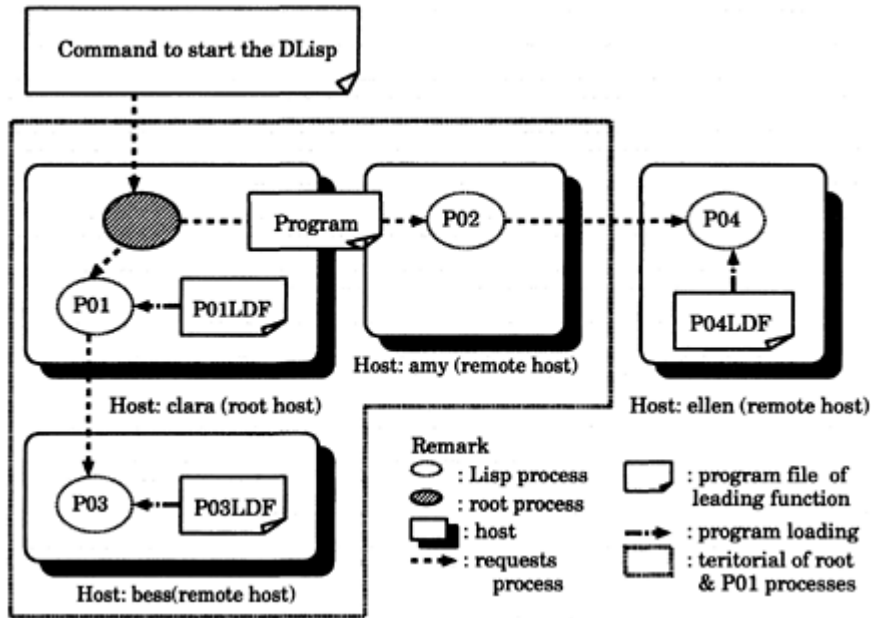 Command to start the DLisp
Program
P02
P04
P01
P01LDF
P04LDF
Host: amy (remote host)
Host: clara (root host)
Host: ellen (remote host)
P03
P03LDF
Host: bess(remote host)
Remark
: Lisp process
: root process
: host
: requests
process
: program file of
leading function
: program loading
: teritorial of root
& P01 processes